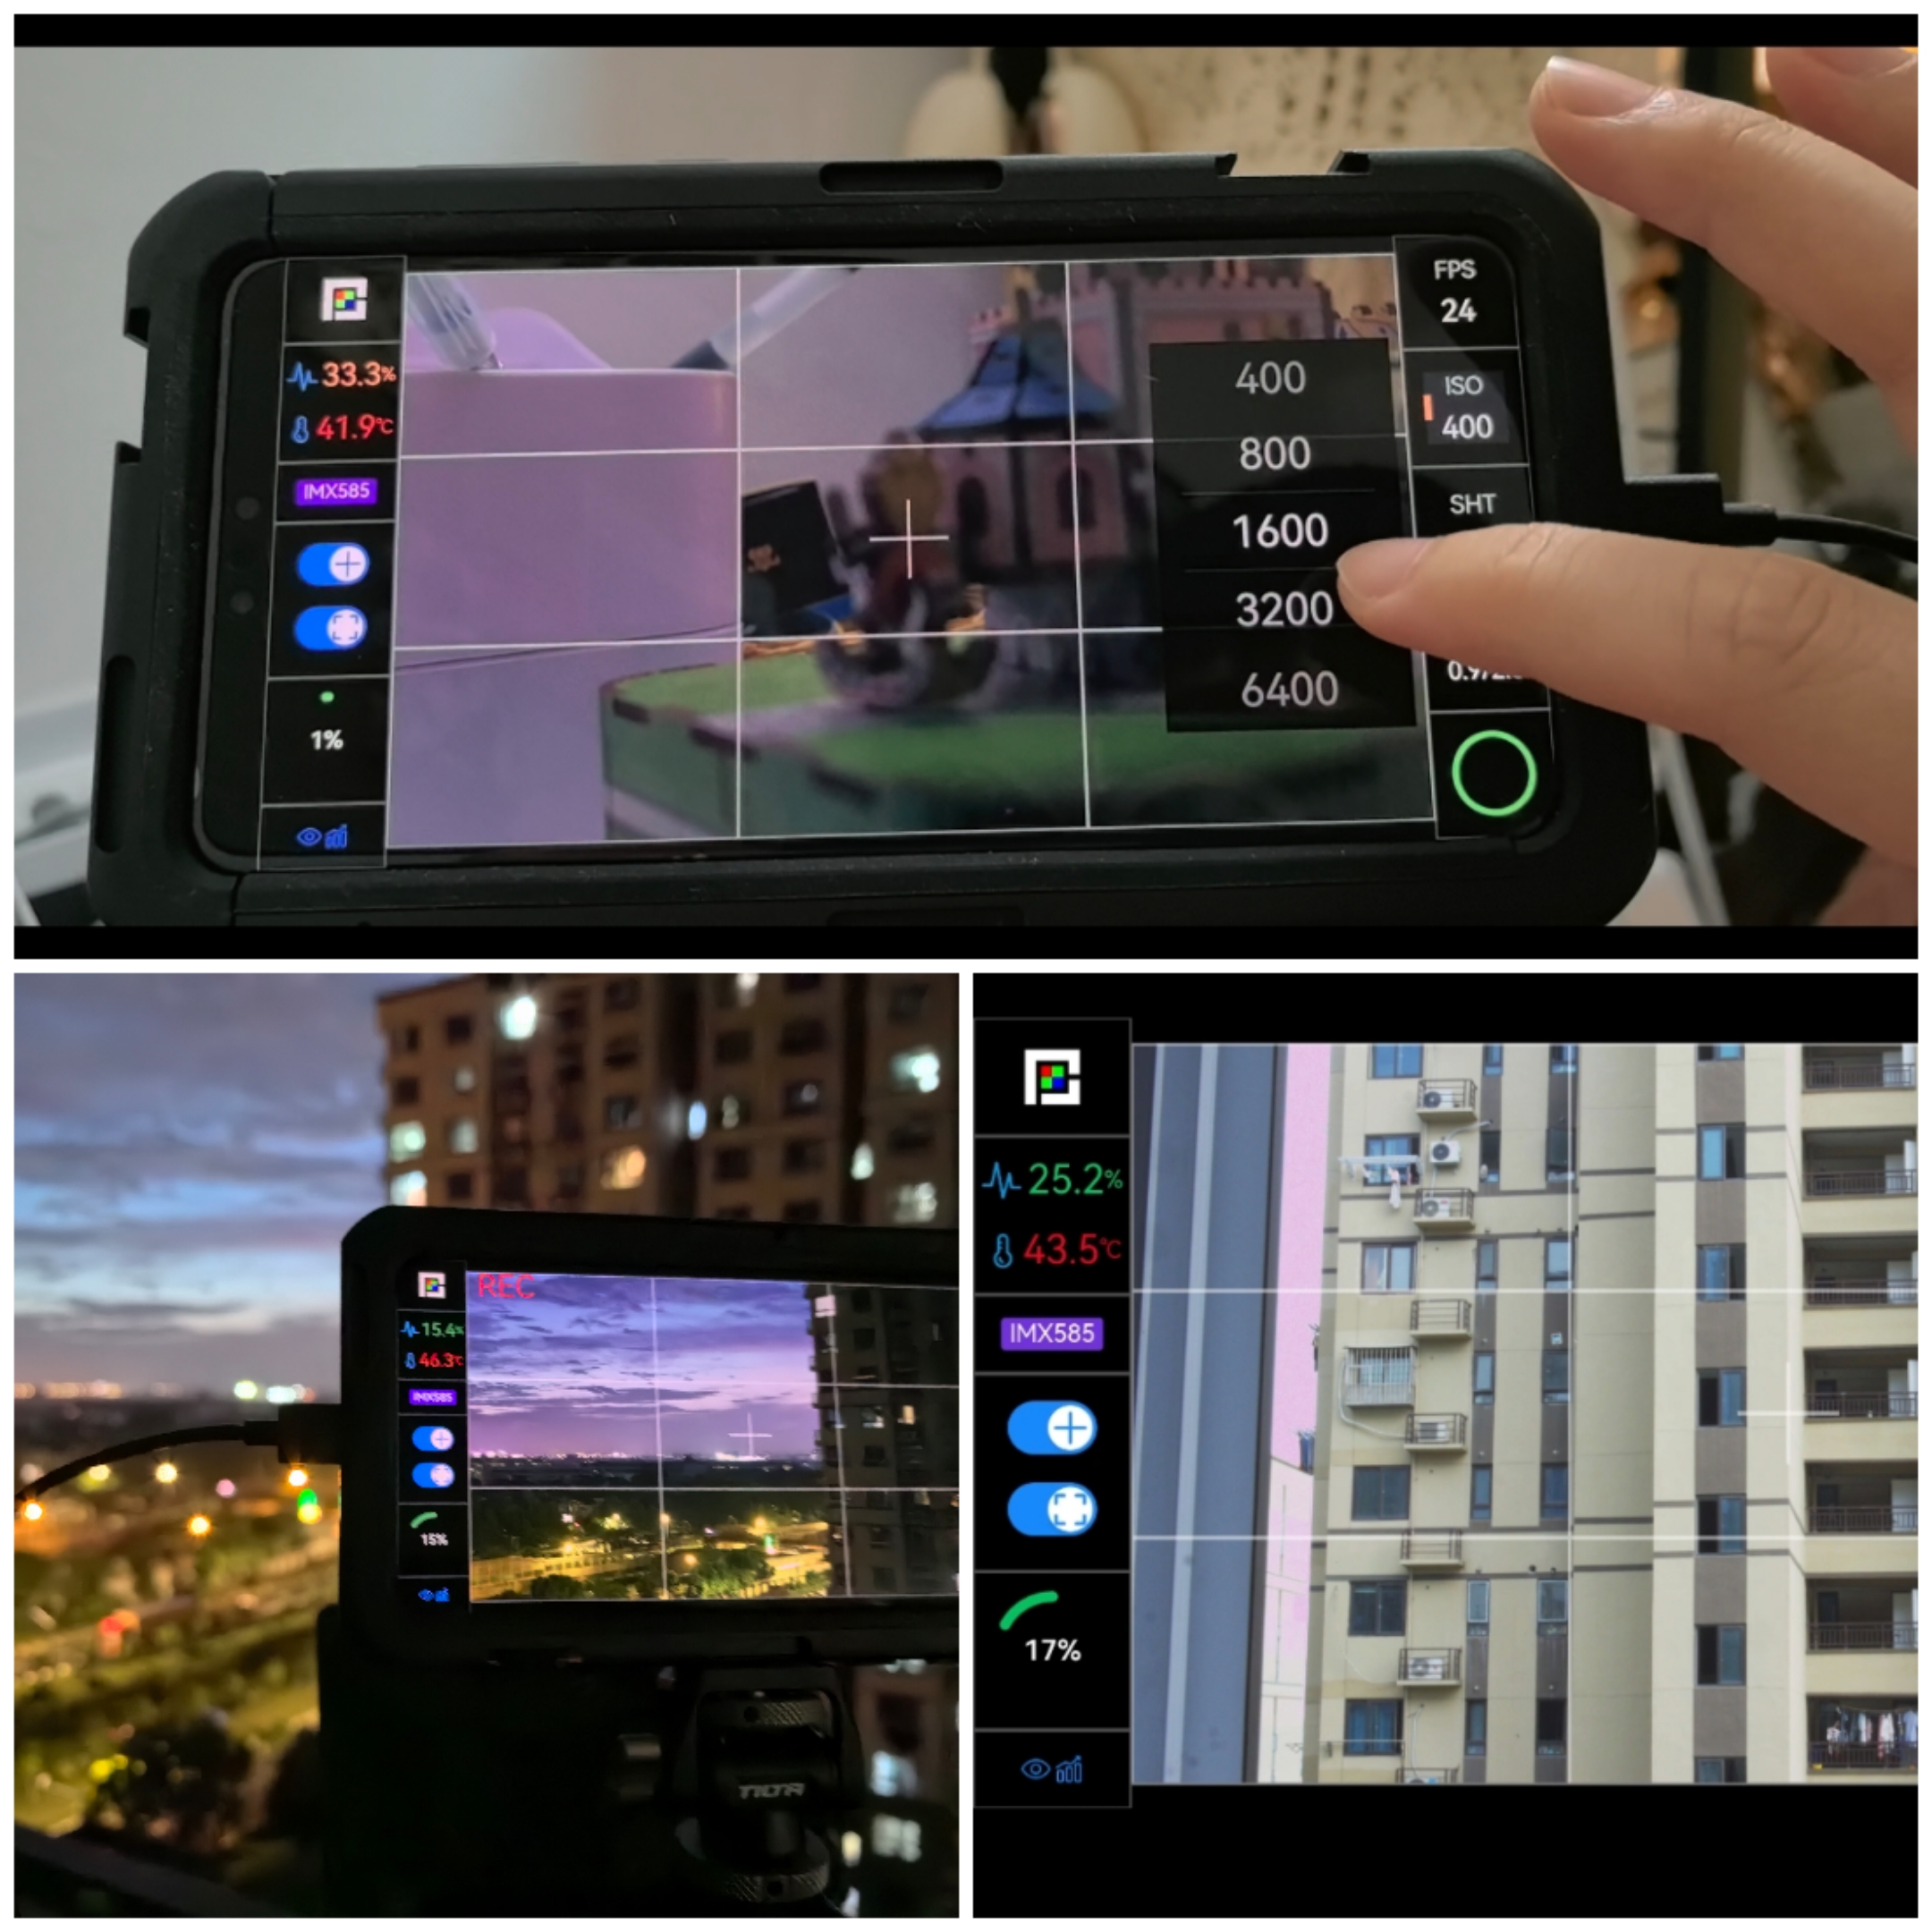 33.3%
41.9°C
IMX585
1%
400
800
1600
3200
6400
FPS
24
ISO
400
SHT
REC
15.4%
46.3°C
IMX585
15%
TILTA
25.2%
43.5°C
IMX585
17%